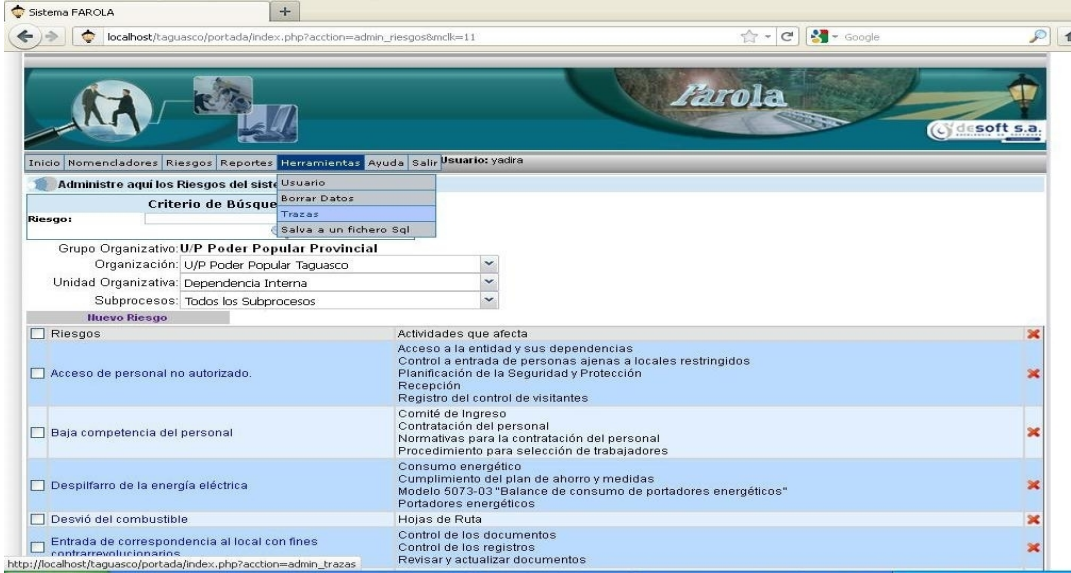 Sistema FAROLA
localhost/taguasco/portada/index.php?acction=admin_riesgos&mclk=11
Google
Farola
desoft s.a.
Inicio Nomencladores Riesgos Reportes Herramientas Ayuda Salir Usuario: yadira
Administre aquí los Riesgos del siste
Usuario
Borrar Datos
Trazas
Salva a un fichero Sql
Criterio de Búsque
Riesgo:
Grupo Organizativo: U/P Poder Popular Provincial
Organización: U/P Poder Popular Taguasco
Unidad Organizativa: Dependencia Interna
Subprocesos: Todos los Subprocesos
Nuevo Riesgo
Riesgos Actividades que afecta
Acceso de personal no autorizado.
Acceso a la entidad y sus dependencias
Control a entrada de personas ajenas a locales restringidos
Planificación de la Seguridad y Protección
Recepción
Registro del control de visitantes
Baja competencia del personal
Comité de Ingreso
Contratación del personal
Normativas para la contratación del personal
Procedimiento para selección de trabajadores
Despilfarro de la energía eléctrica
Consumo energético
Cumplimiento del plan de ahorro y medidas
Modelo 5073-03 "Balance de consumo de portadores energéticos"
Portadores energéticos
Desvió del combustible Hojas de Ruta
Entrada de correspondencia al local con fines
contrarrevolucionarios
Control de los documentos
Control de los registros
Revisar y actualizar documentos
http://localhost/taguasco/portada/index.php?acction=admin_trazas